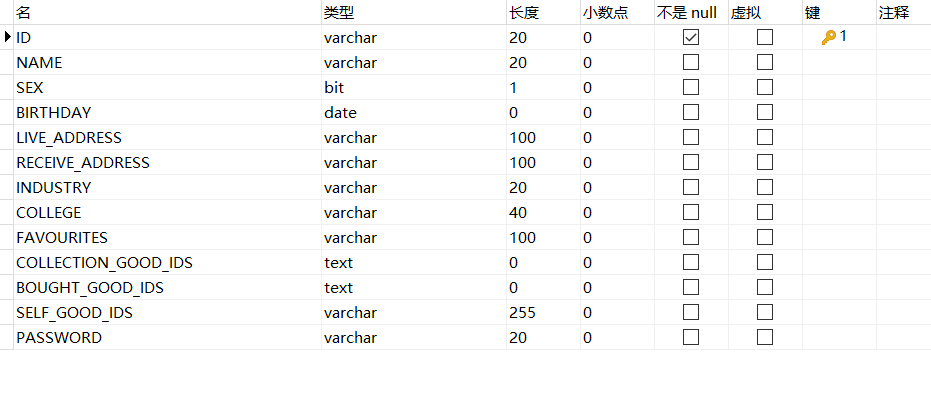 名 类型 长度 小数点 不是 null 虚拟 键 注释
ID varchar 20 0 1
NAME varchar 20 0
SEX bit 1 0
BIRTHDAY date 0 0
LIVE_ADDRESS varchar 100 0
RECEIVE_ADDRESS varchar 100 0
INDUSTRY varchar 20 0
COLLEGE varchar 40 0
FAVOURITES varchar 100 0
COLLECTION_GOOD_IDS text 0 0
BOUGHT_GOOD_IDS text 0 0
SELF_GOOD_IDS varchar 255 0
PASSWORD varchar 20 0